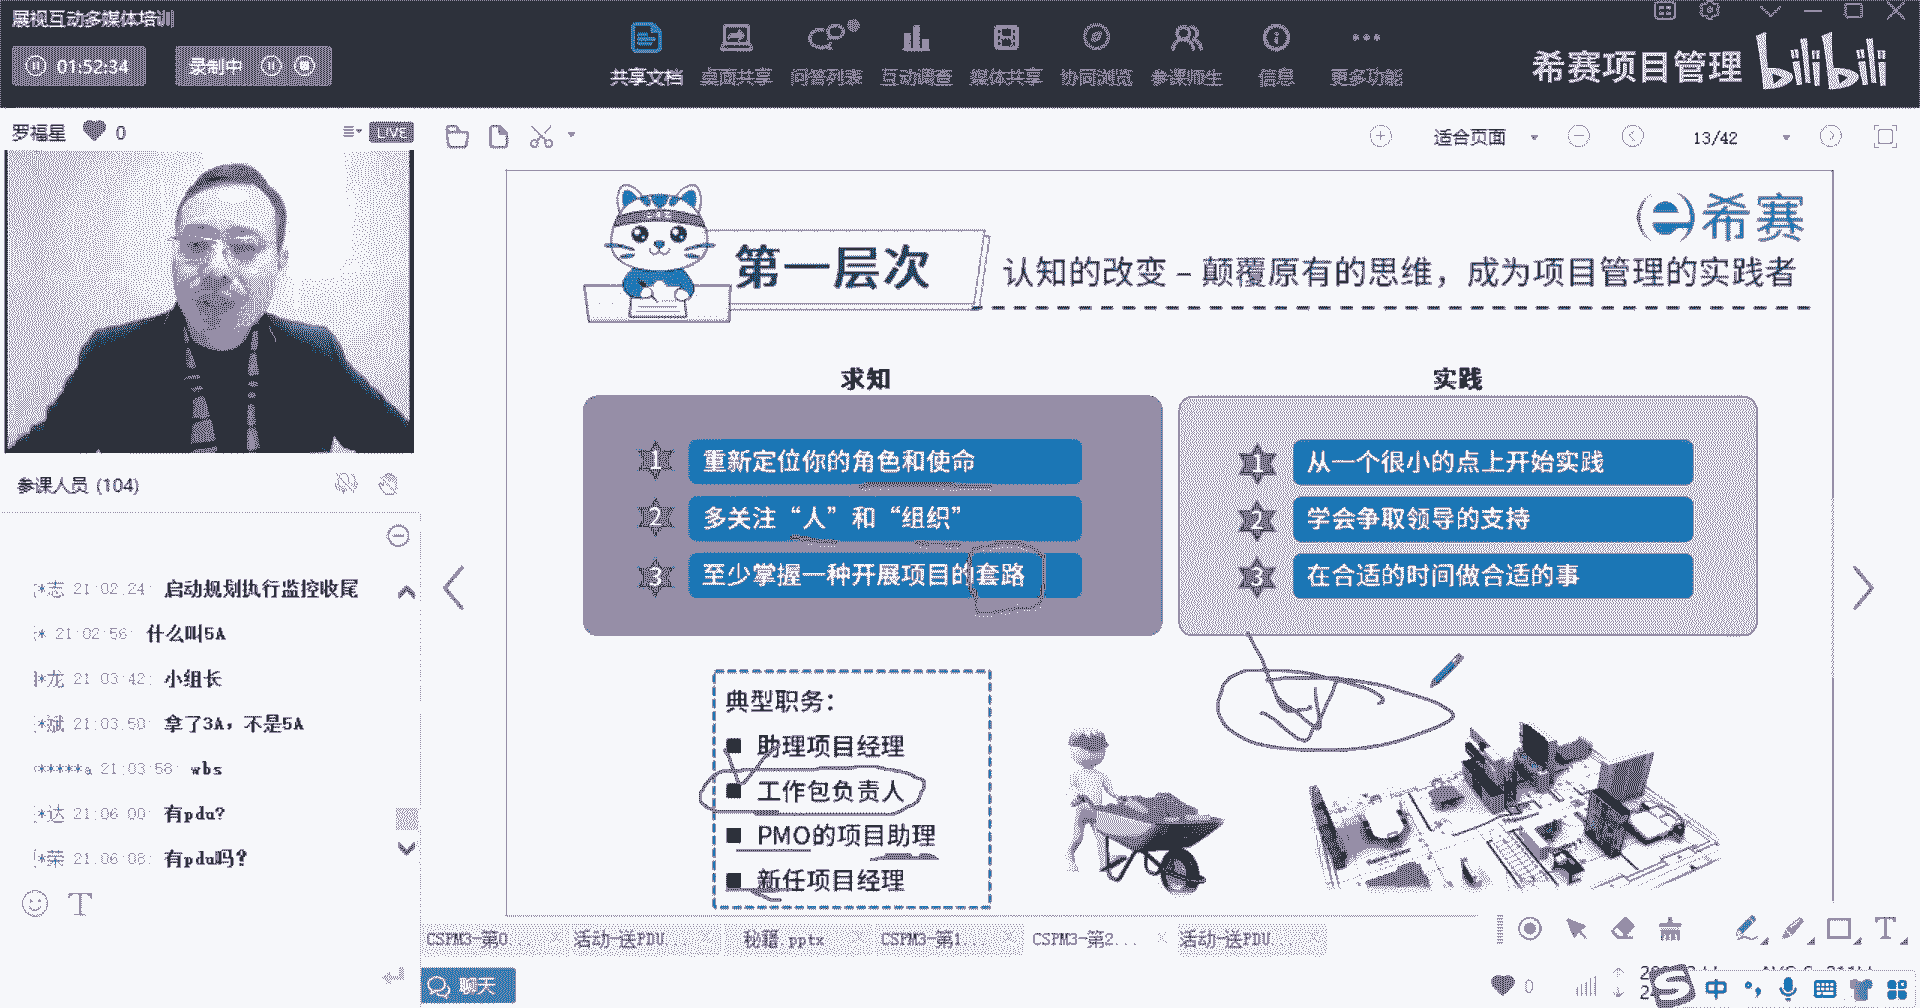 展视互动多媒体培训
01:52:34
录制中
共享文档 桌面共享 问答列表 互动调查 媒体共享 协同浏览 参课师生 信息 更多功能
希赛项目管理 bilibili
罗福星 0 LIVE
适合页面 13/42
参课人员 (104)
*志 21:02:24 启动规划执行监控收尾
* 21:02:56 什么叫5A
*龙 21:03:42 小组长
*斌 21:03:50 拿了3A，不是5A
*****a 21:03:58 wbs
*达 21:06:00 有pdu?
*荣 21:06:08 有pdu吗?
希赛
第一层次 认知的改变 – 颠覆原有的思维，成为项目管理的实践者
求知
1 重新定位你的角色和使命
2 多关注“人”和“组织”
3 至少掌握一种开展项目的套路
实践
1 从一个很小的点上开始实践
2 学会争取领导的支持
3 在合适的时间做合适的事
典型职务：
■ 助理项目经理
■ 工作包负责人
■ PMO的项目助理
■ 新任项目经理
CSPM3-第0... 活动-送PDU... 秘籍.pptx CSPM3-第1... CSPM3-第2... 活动-送PDU...
聊天
0
中